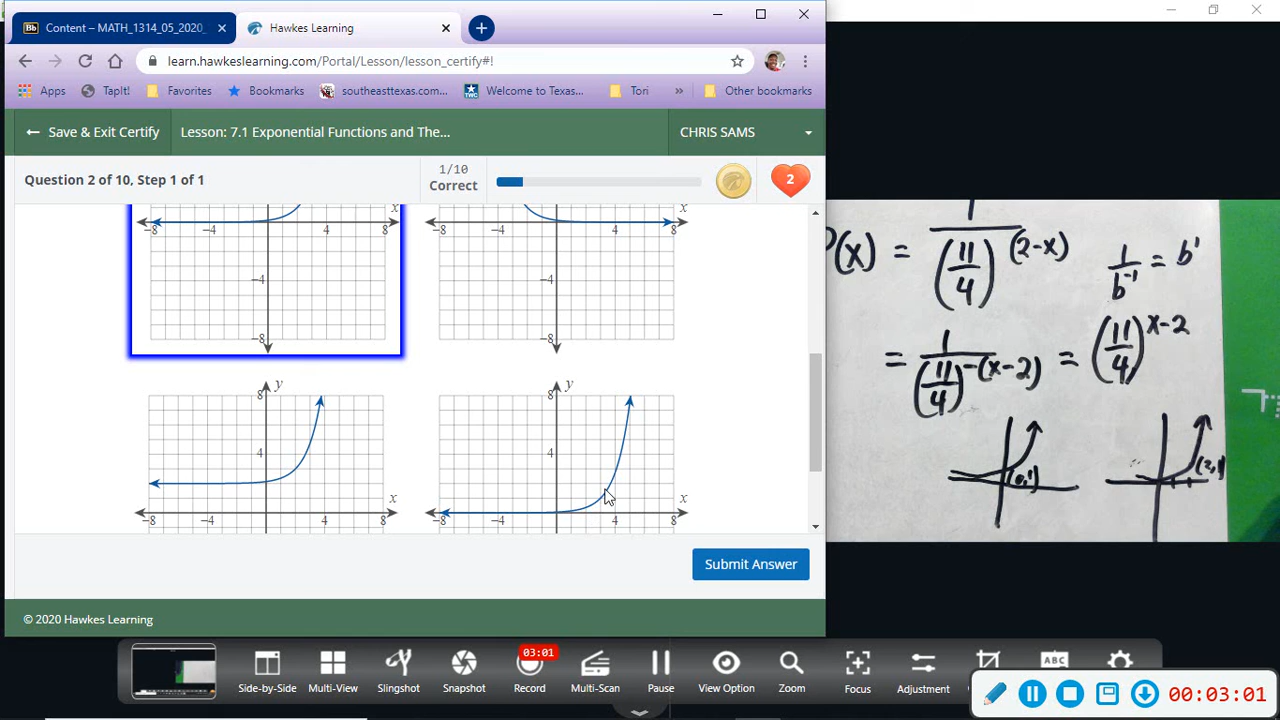 Content – MATH_1314_05_2020_
Hawkes Learning
learn.hawkeslearning.com/Portal/Lesson/lesson_certify#!
Apps TapIt! Favorites Bookmarks southeasttexas.com... Welcome to Texas... Tori » Other bookmarks
← Save & Exit Certify
Lesson: 7.1 Exponential Functions and The...
CHRIS SAMS
Question 2 of 10, Step 1 of 1
1/10
Correct
2
x
−8 −4 4 8
−4
−8
x
−8 −4 4 8
−4
−8
y
8
4
x
−8 −4 4 8
y
8
4
x
−8 −4 4 8
Submit Answer
© 2020 Hawkes Learning
P(x) = 1/(11/4)^(2-x)
1/b^-1 = b^1
= 1/(11/4)^-(x-2) = (11/4)^x-2
(0,1)
(2,1)
03:01
ABC
Side-by-Side Multi-View Slingshot Snapshot Record Multi_Scan Pause View Option Zoom Focus Adjustment
00:03:01